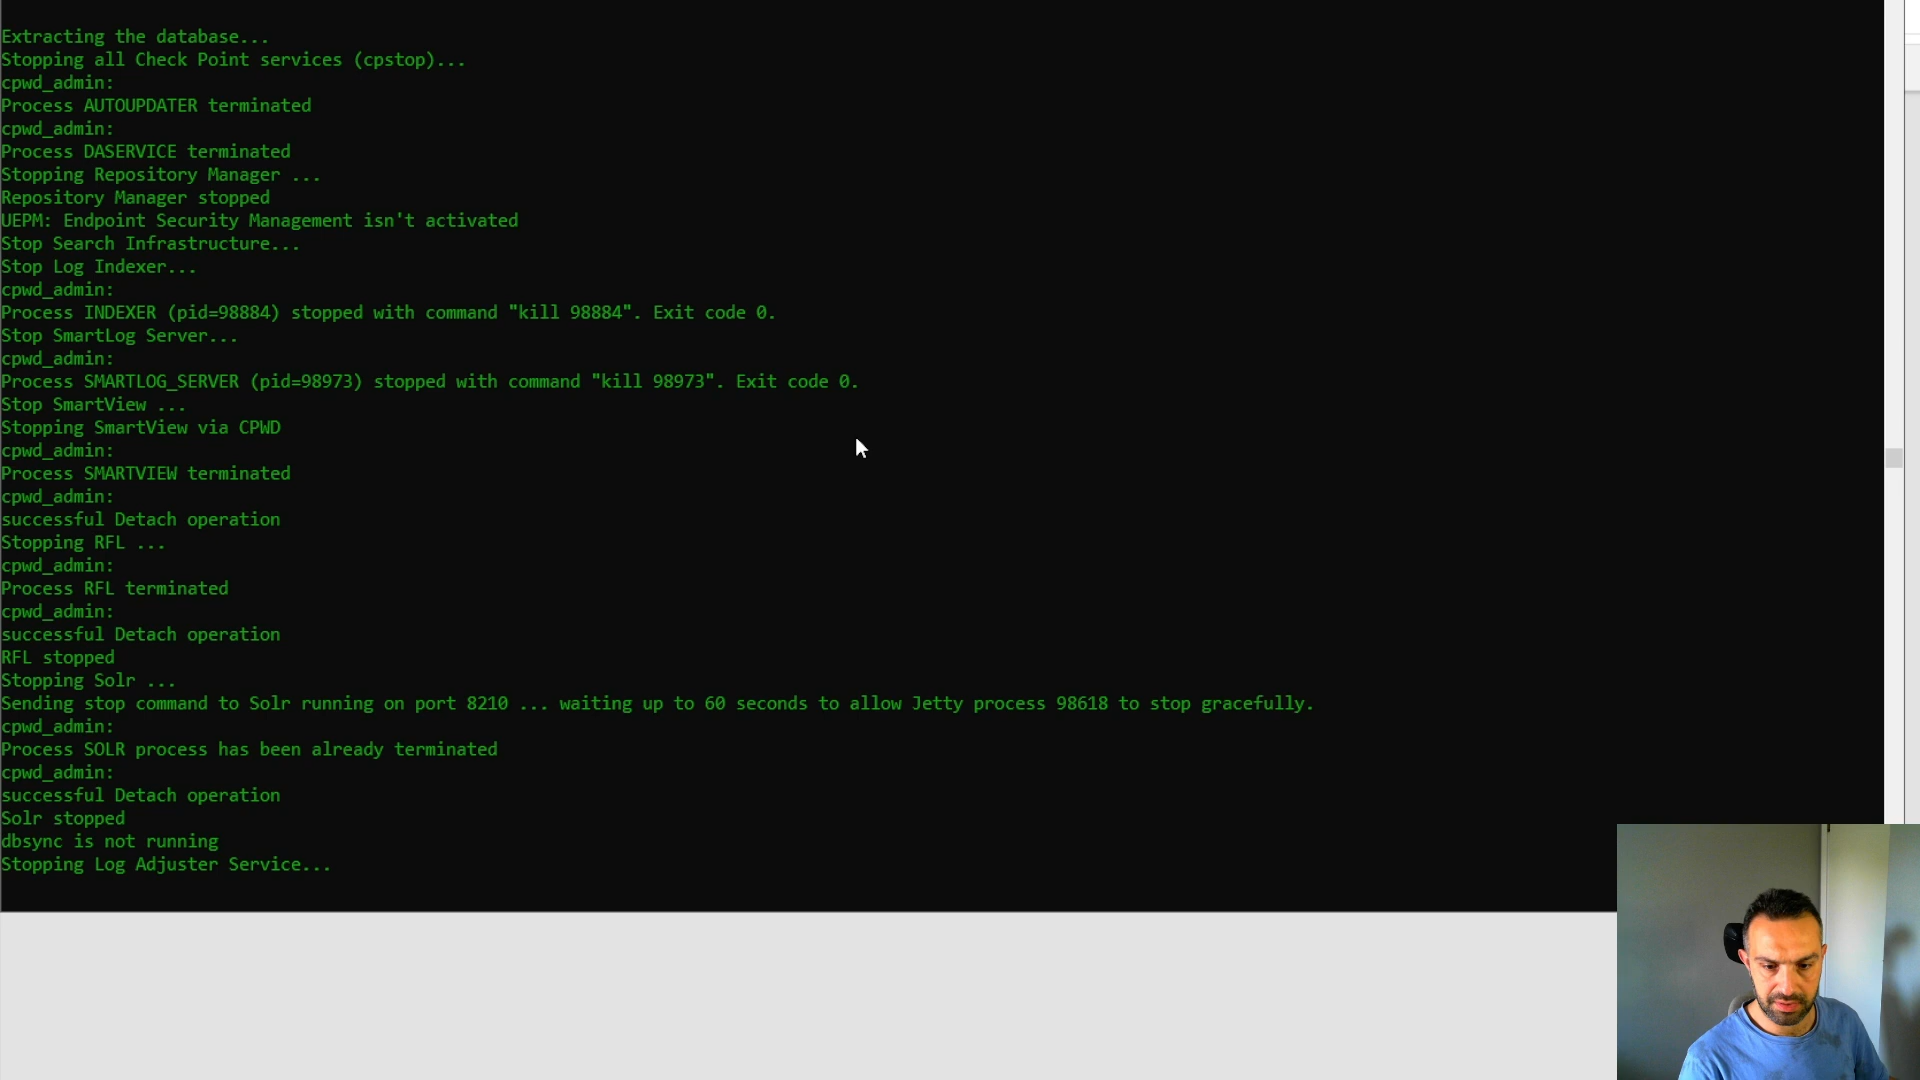 Extracting the database...
Stopping all Check Point services (cpstop)...
cpwd_admin:
Process AUTOUPDATER terminated
cpwd_admin:
Process DASERVICE terminated
Stopping Repository Manager ...
Repository Manager stopped
UEPM: Endpoint Security Management isn't activated
Stop Search Infrastructure...
Stop Log Indexer...
cpwd_admin:
Process INDEXER (pid=98884) stopped with command "kill 98884". Exit code 0.
Stop SmartLog Server...
cpwd_admin:
Process SMARTLOG_SERVER (pid=98973) stopped with command "kill 98973". Exit code 0.
Stop SmartView ...
Stopping SmartView via CPWD
cpwd_admin:
Process SMARTVIEW terminated
cpwd_admin:
successful Detach operation
Stopping RFL ...
cpwd_admin:
Process RFL terminated
cpwd_admin:
successful Detach operation
RFL stopped
Stopping Solr ...
Sending stop command to Solr running on port 8210 ... waiting up to 60 seconds to allow Jetty process 98618 to stop gracefully.
cpwd_admin:
Process SOLR process has been already terminated
cpwd_admin:
successful Detach operation
Solr stopped
dbsync is not running
Stopping Log Adjuster Service...